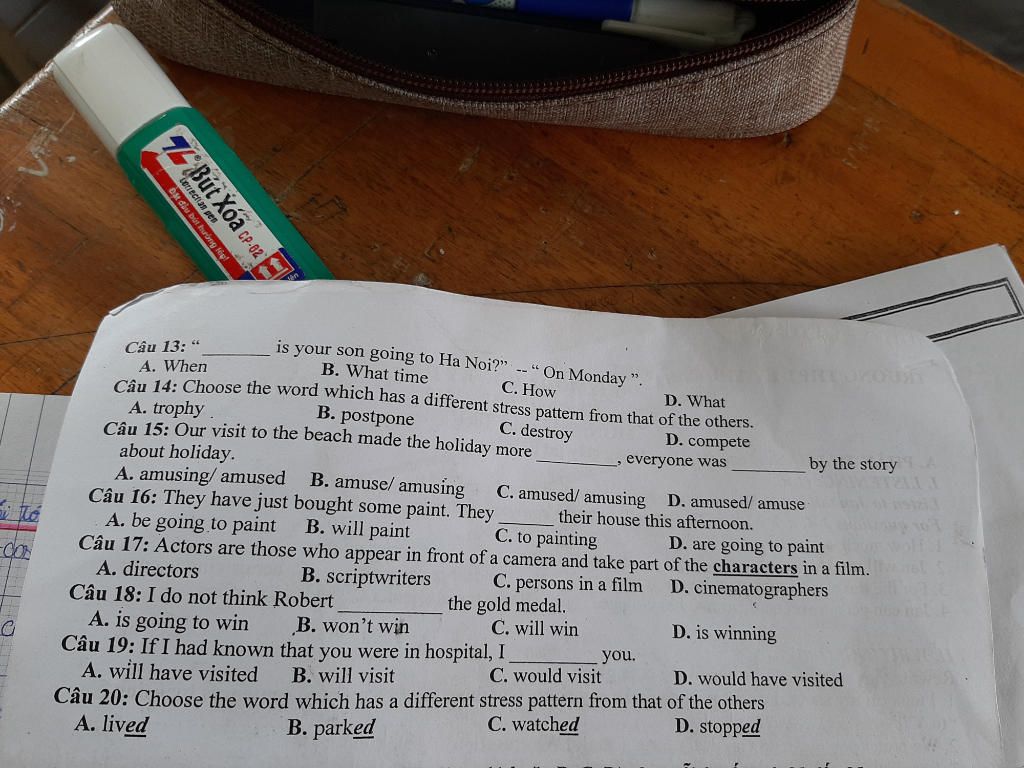 Bút Xóa
correction pen
CP-02
Câu 13: “ ________ is your son going to Ha Noi?” -- “ On Monday ”.
A. When B. What time C. How D. What
Câu 14: Choose the word which has a different stress pattern from that of the others.
A. trophy B. postpone C. destroy D. compete
Câu 15: Our visit to the beach made the holiday more ________, everyone was ________ by the story
about holiday.
A. amusing/ amused B. amuse/ amusing C. amused/ amusing D. amused/ amuse
Câu 16: They have just bought some paint. They ______ their house this afternoon.
A. be going to paint B. will paint C. to painting D. are going to paint
Câu 17: Actors are those who appear in front of a camera and take part of the characters in a film.
A. directors B. scriptwriters C. persons in a film D. cinematographers
Câu 18: I do not think Robert __________ the gold medal.
A. is going to win B. won’t win C. will win D. is winning
Câu 19: If I had known that you were in hospital, I ________ you.
A. will have visited B. will visit C. would visit D. would have visited
Câu 20: Choose the word which has a different stress pattern from that of the others
A. lived B. parked C. watched D. stopped